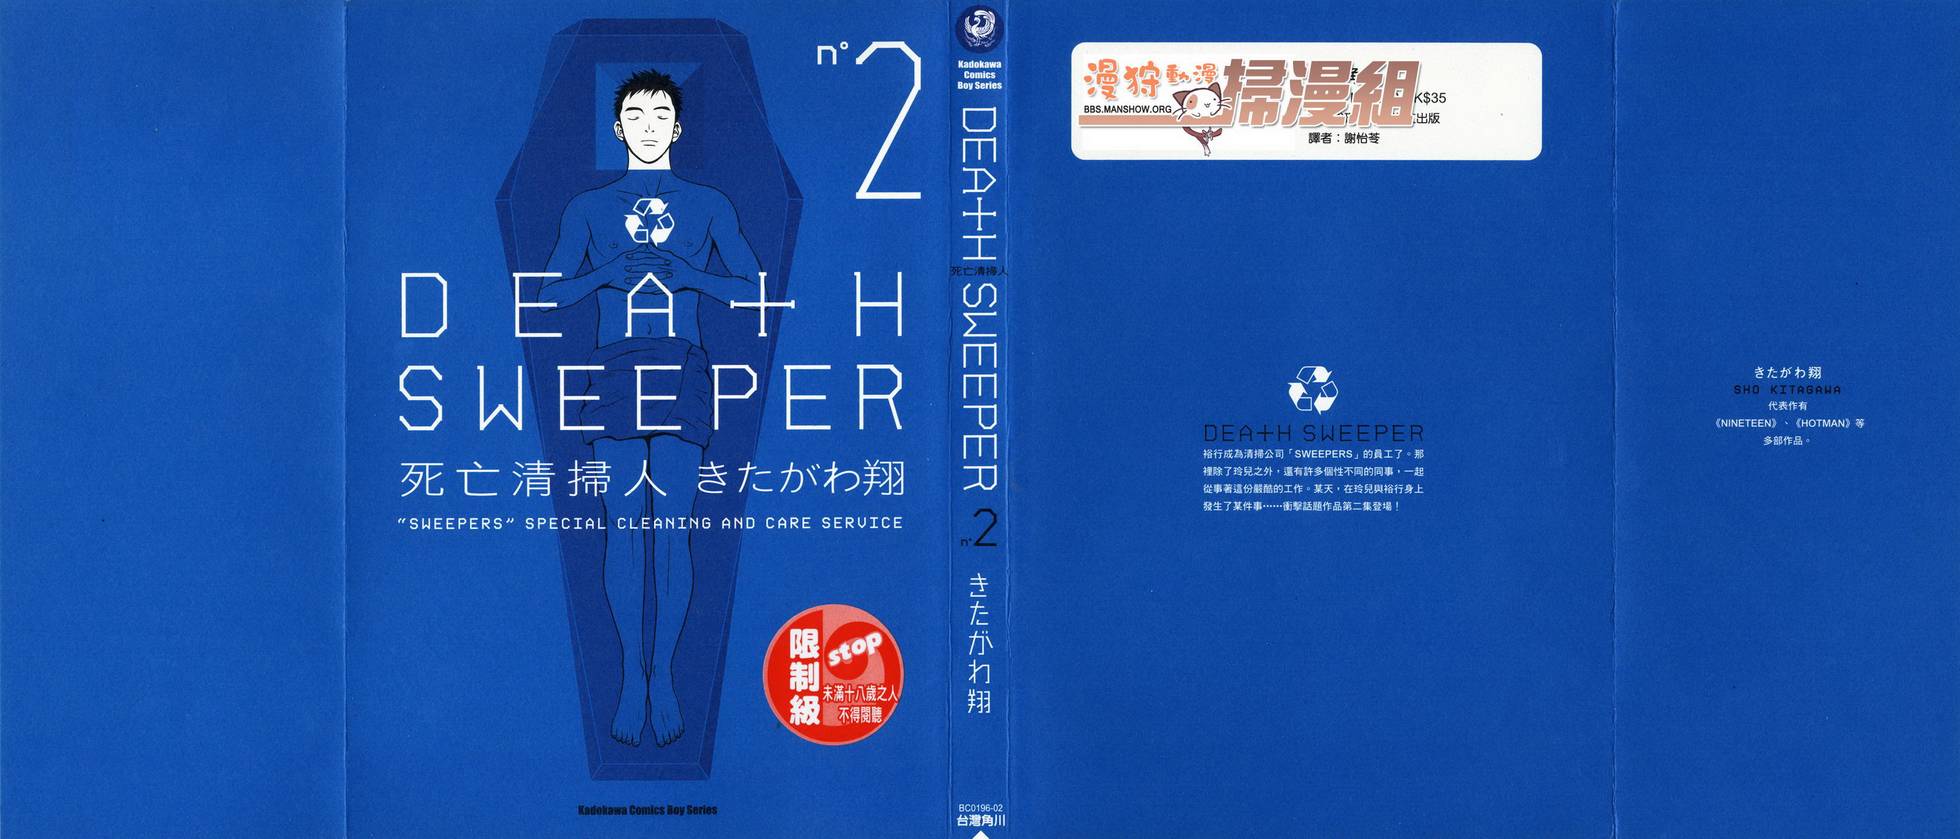 n°2
DEATH
SWEEPER
死亡清掃人 きたがわ翔
"SWEEPERS" SPECIAL CLEANING AND CARE SERVICE
限制級
stop
未滿十八歲之人
不得閱聽
Kadokawa Comics Boy Series
Kadokawa
Comics
Boy Series
DEATH SWEEPER
死亡清掃人
n°2
きたがわ翔
BC0196-02
台灣角川
漫狩動漫
BBS.MANSHOW.ORG
掃漫組
K$35
出版
譯者：謝怡苓
DEATH SWEEPER
裕行成為清掃公司「SWEEPERS」的員工了。那
裡除了玲兒之外，還有許多個性不同的同事，一起
從事著這份嚴酷的工作。某天，在玲兒與裕行身上
發生了某件事……衝擊話題作品第二集登場！
きたがわ翔
SHO KITAGAWA
代表作有
《NINETEEN》、《HOTMAN》等
多部作品。